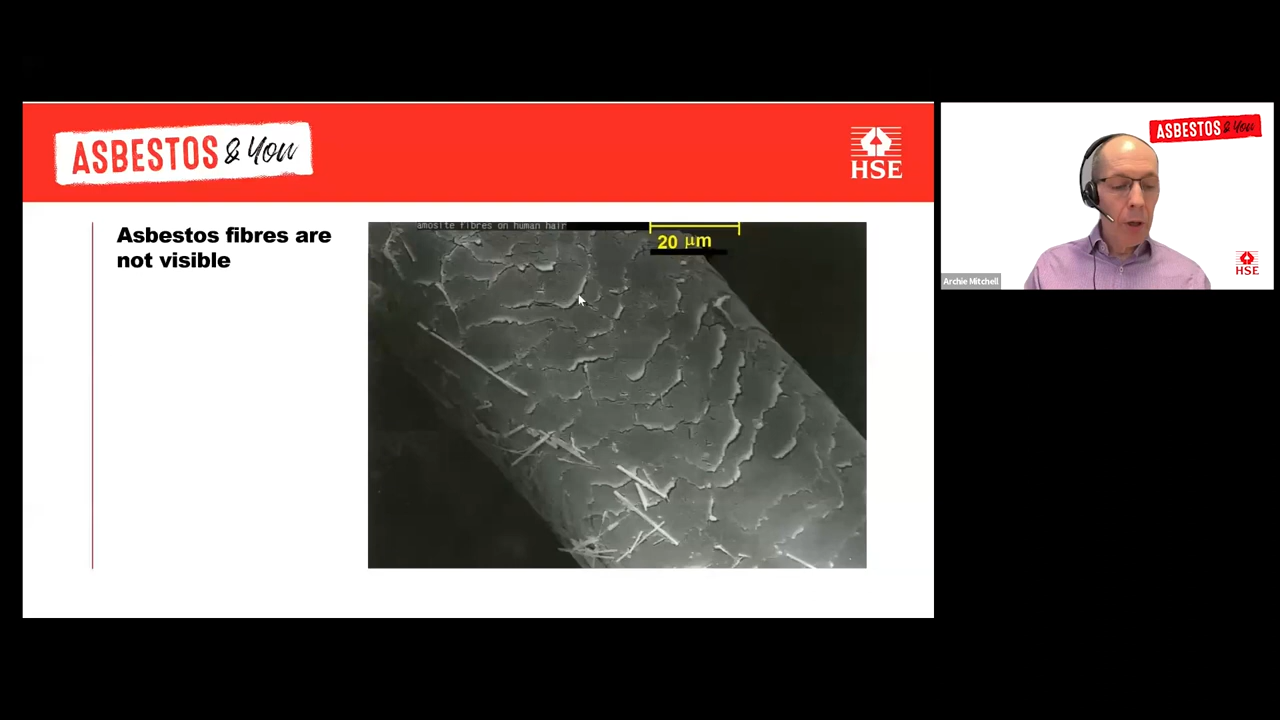 ASBESTOS & You
HSE
Asbestos fibres are
not visible
amosite fibres on human hair
20 µm
ASBESTOS & You
HSE
Archie Mitchell